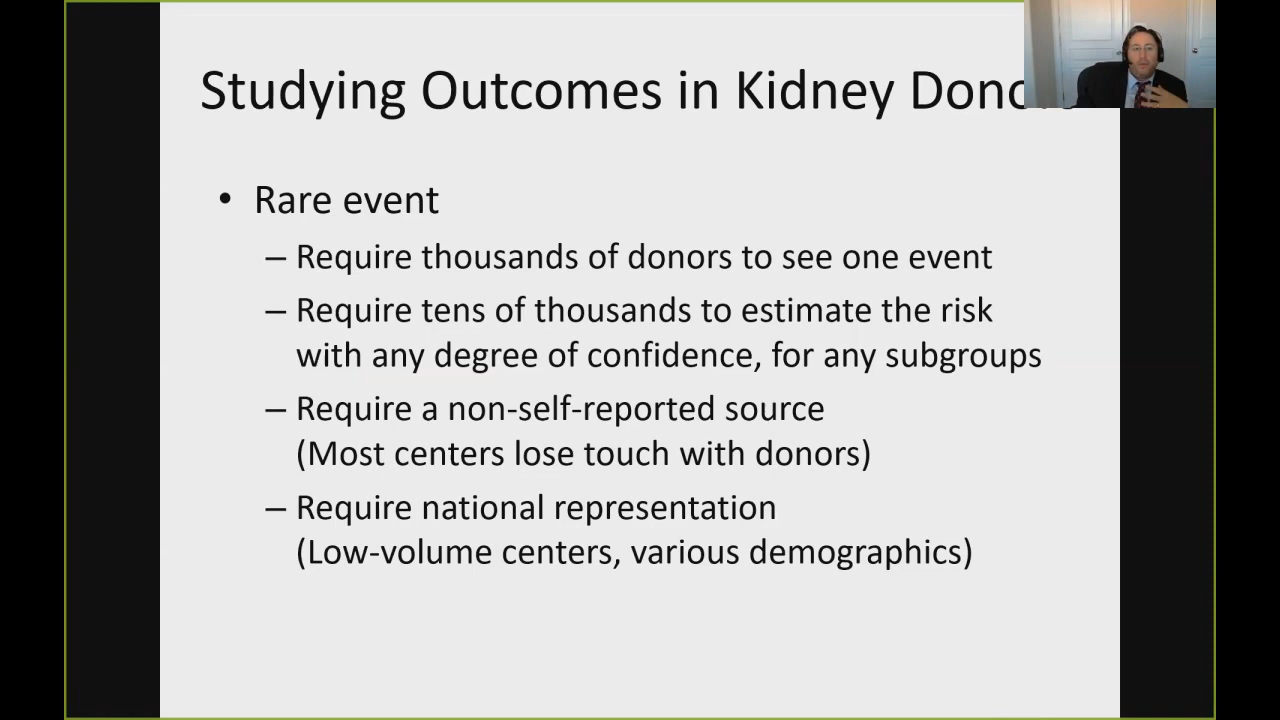 Studying Outcomes in Kidney
• Rare event
– Require thousands of donors to see one event
– Require tens of thousands to estimate the risk
with any degree of confidence, for any subgroups
– Require a non-self-reported source
(Most centers lose touch with donors)
– Require national representation
(Low-volume centers, various demographics)